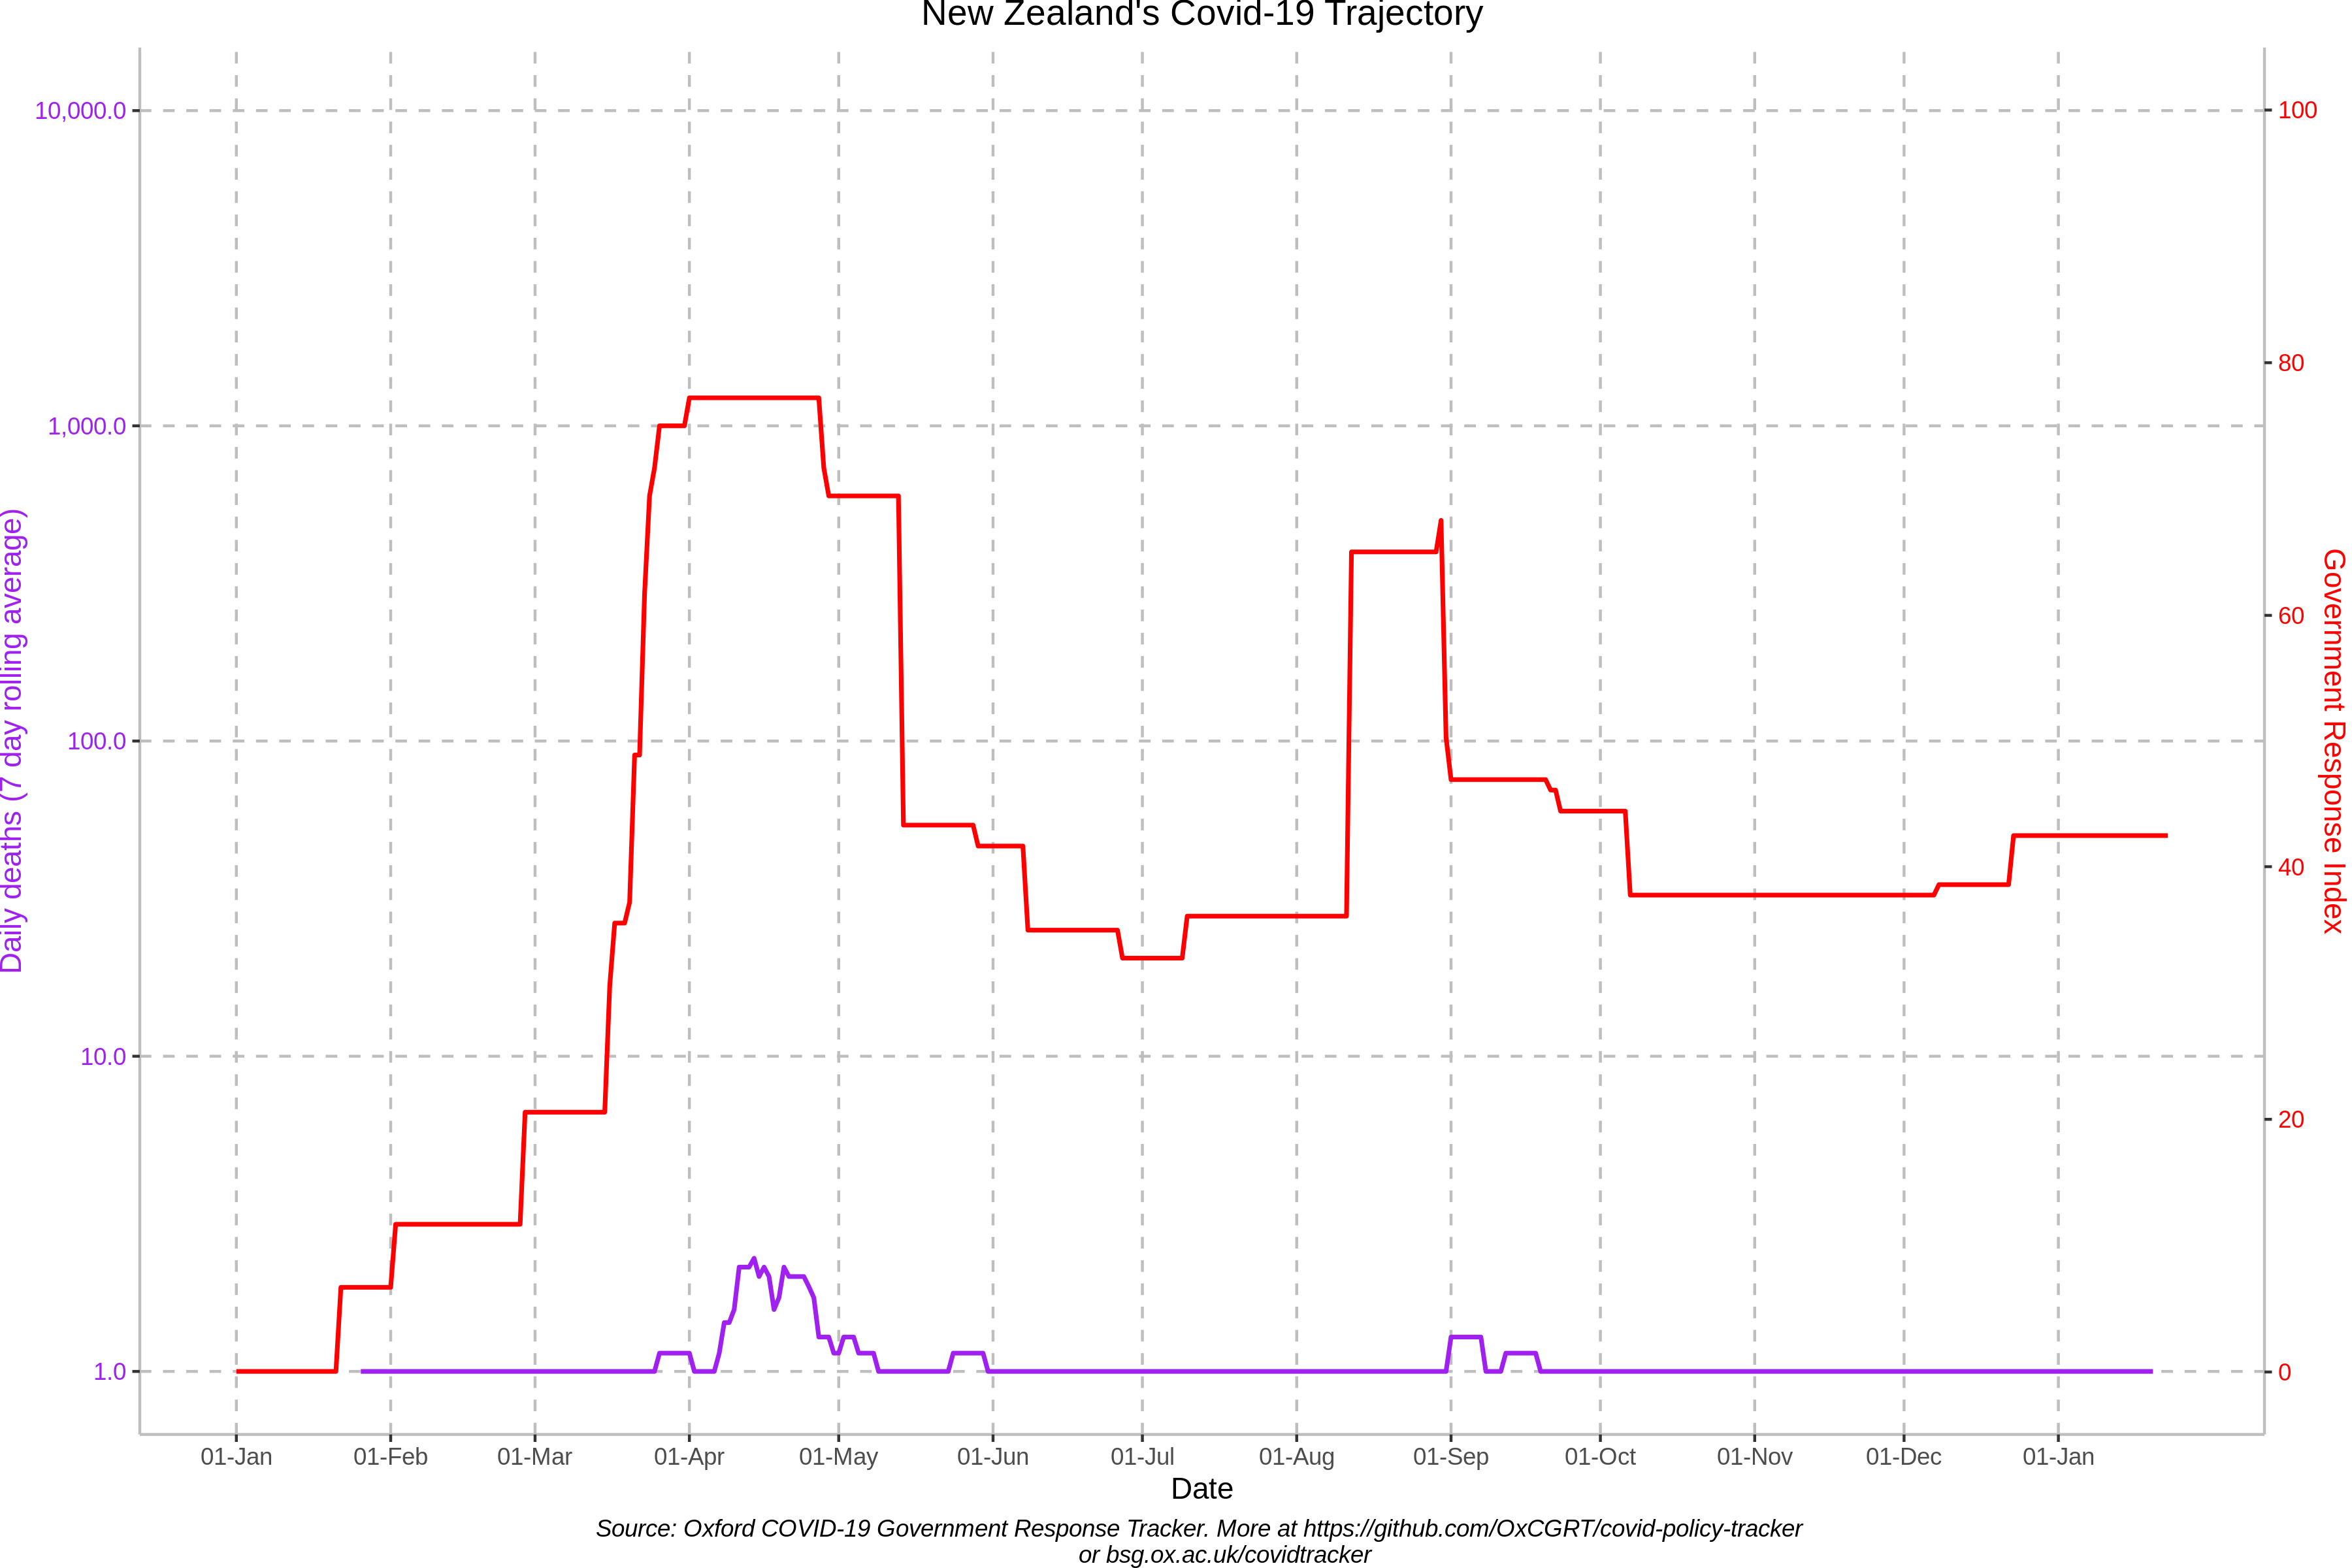 New Zealand's Covid-19 Trajectory
10,000.0
1,000.0
100.0
10.0
1.0
Daily deaths (7 day rolling average)
100
80
60
40
20
0
Government Response Index
01-Jan 01-Feb 01-Mar 01-Apr 01-May 01-Jun 01-Jul 01-Aug 01-Sep 01-Oct 01-Nov 01-Dec 01-Jan
Date
Source: Oxford COVID-19 Government Response Tracker. More at https://github.com/OxCGRT/covid-policy-tracker
or bsg.ox.ac.uk/covidtracker